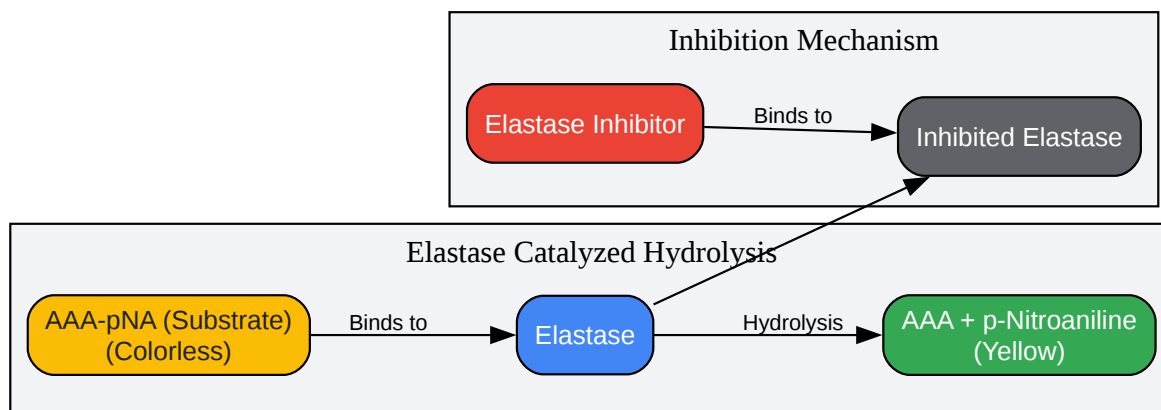 Inhibition Mechanism
Elastase Inhibitor
Binds to
Inhibited Elastase
Elastase Catalyzed Hydrolysis
AAA-pNA (Substrate)
(Colorless)
Binds to
Elastase
Hydrolysis
AAA + p-Nitroaniline
(Yellow)